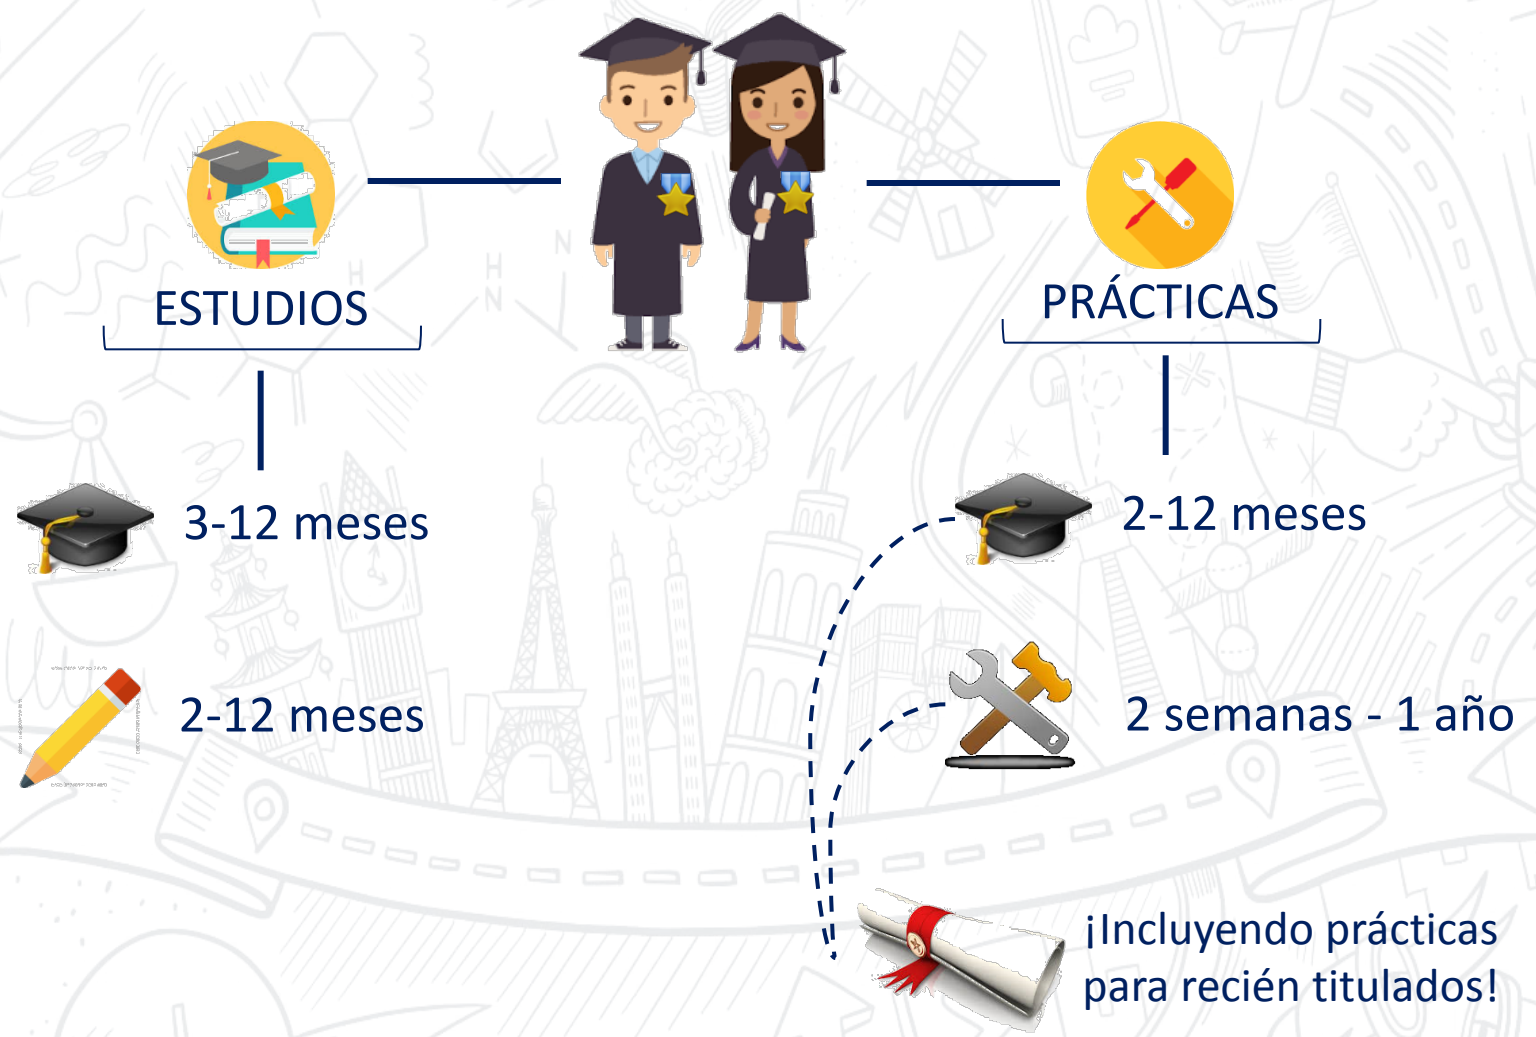 ESTUDIOS
PRÁCTICAS
3-12 meses
2-12 meses
2-12 meses
2 semanas - 1 año
¡Incluyendo prácticas
para recién titulados!
N
H
N
H